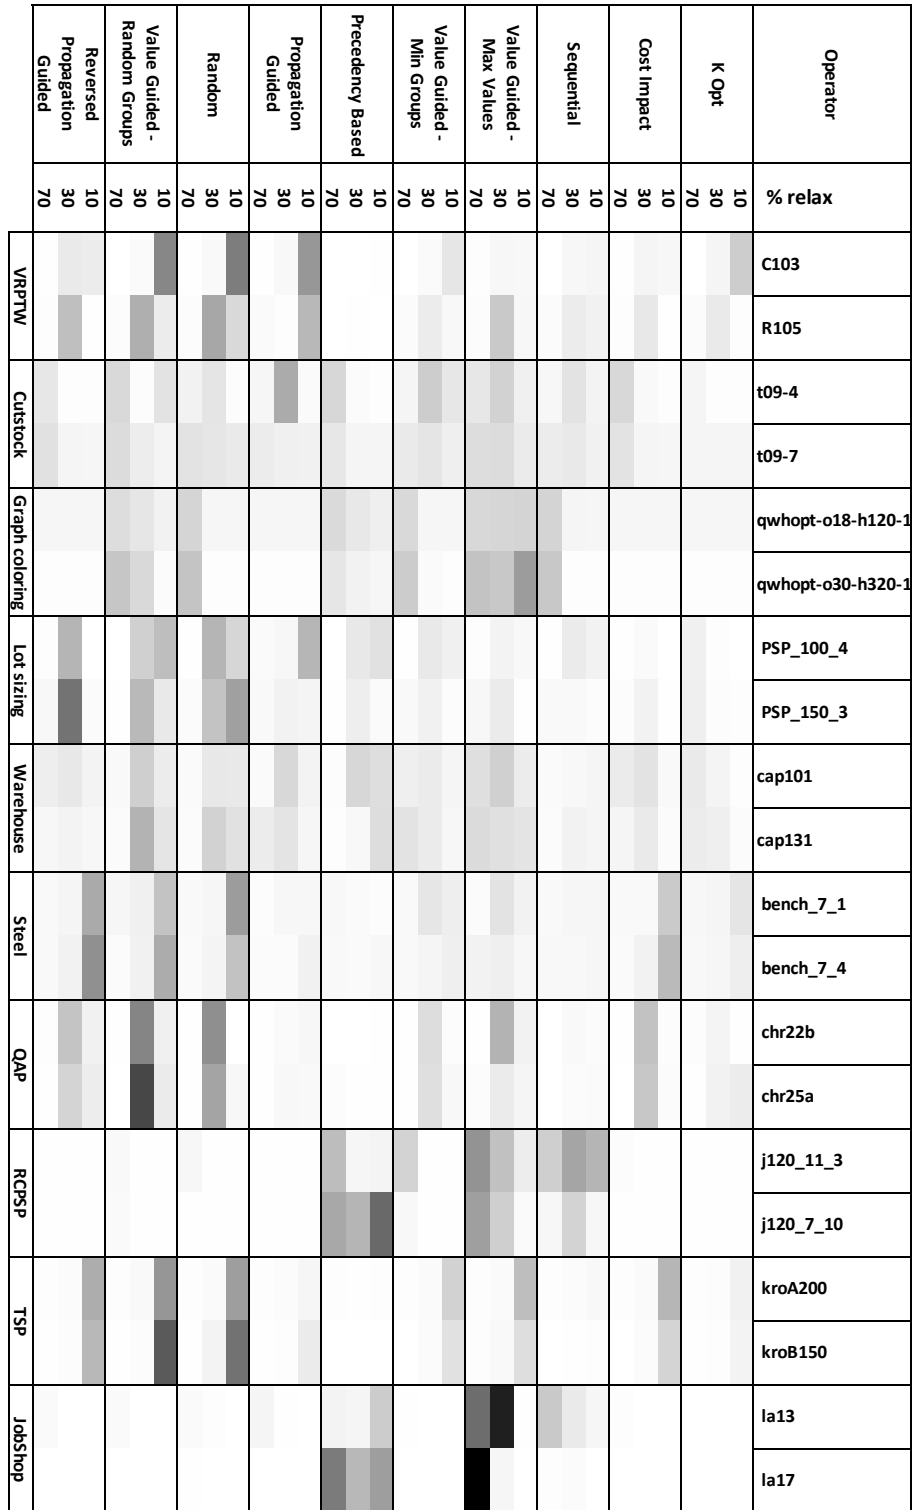 Operator
K Opt
Cost Impact
Sequential
Value Guided -
Max Values
Value Guided -
Min Groups
Precedency Based
Propagation
Guided
Random
Value Guided -
Random Groups
Reversed
Propagation
Guided
% relax
10
30
70
10
30
70
10
30
70
10
30
70
10
30
70
10
30
70
10
30
70
10
30
70
10
30
70
10
30
70
VRPTW
C103
R105
Cutstock
t09-4
t09-7
Graph coloring
qwhopt-o18-h120-1
qwhopt-o30-h320-1
Lot sizing
PSP_100_4
PSP_150_3
Warehouse
cap101
cap131
Steel
bench_7_1
bench_7_4
QAP
chr22b
chr25a
RCPSP
j120_11_3
j120_7_10
TSP
kroA200
kroB150
JobShop
la13
la17